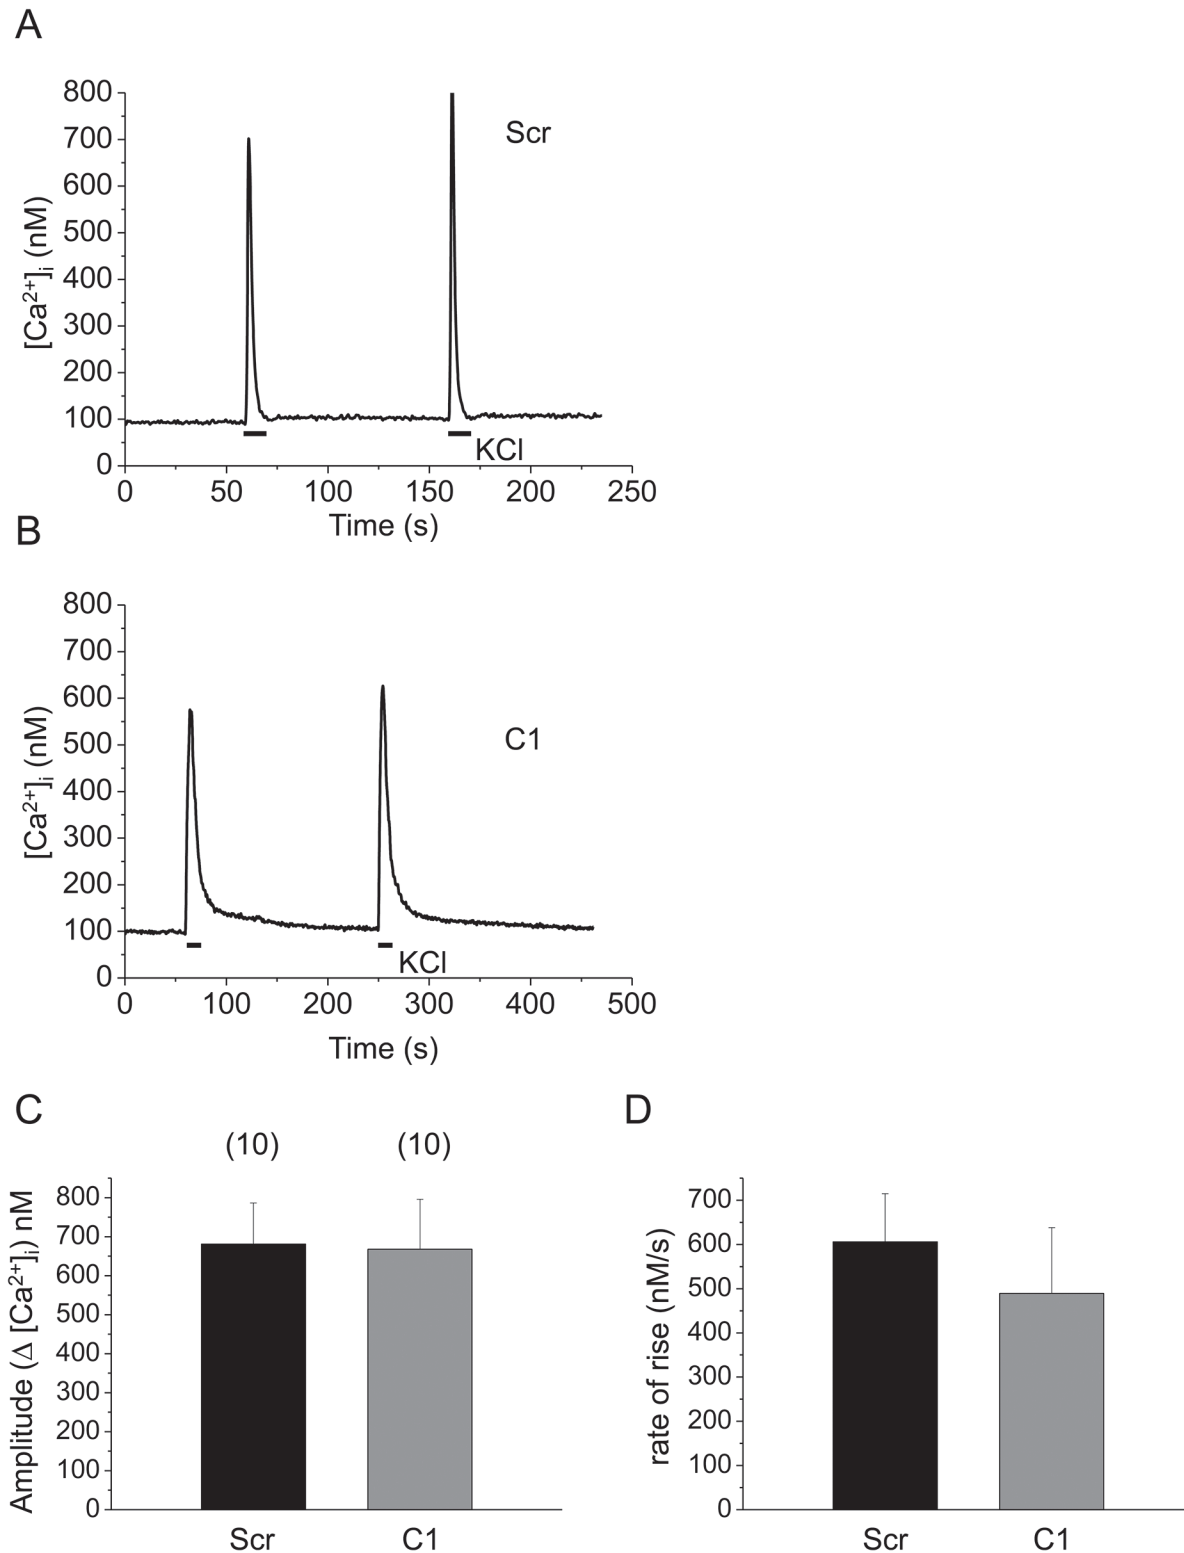 A
800
700
600
500
400
300
200
100
0
[Ca²⁺]ᵢ (nM)
Scr
KCl
0 50 100 150 200 250
Time (s)
B
800
700
600
500
400
300
200
100
0
[Ca²⁺]ᵢ (nM)
C1
KCl
0 100 200 300 400 500
Time (s)
C
(10) (10)
800
700
600
500
400
300
200
100
0
Amplitude (Δ [Ca²⁺]ᵢ) nM
Scr C1
D
700
600
500
400
300
200
100
0
rate of rise (nM/s)
Scr C1